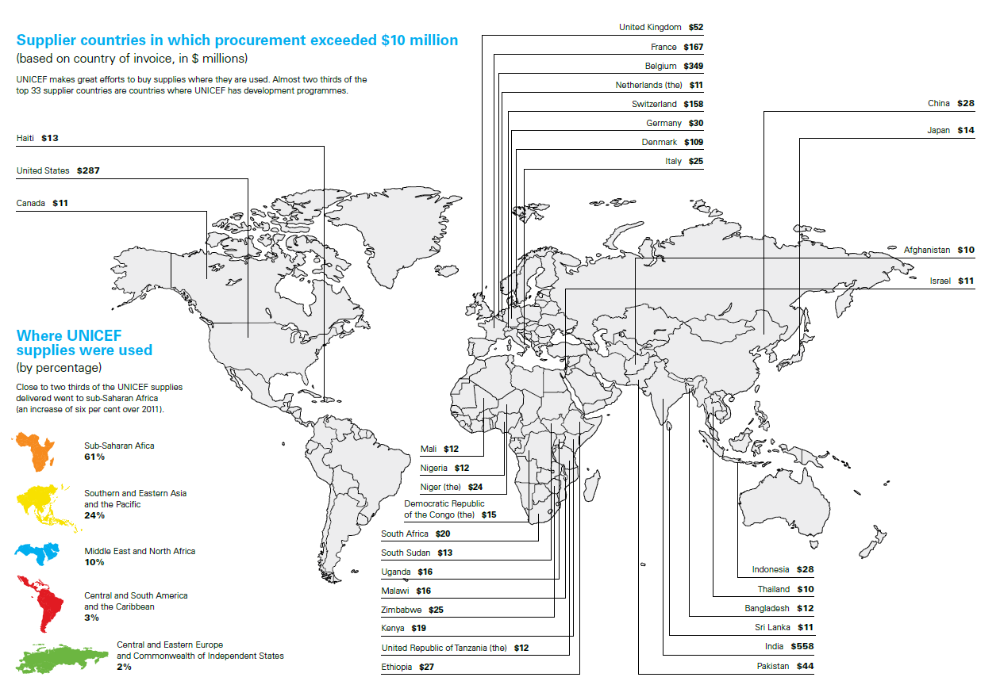 Supplier countries in which procurement exceeded $10 million
(based on country of invoice, in $ millions)
UNICEF makes great efforts to buy supplies where they are used. Almost two thirds of the
top 33 supplier countries are countries where UNICEF has development programmes.
Haiti $13
United States $287
Canada $11
United Kingdom $52
France $167
Belgium $349
Netherlands (the) $11
Switzerland $158
Germany $30
Denmark $109
Italy $25
China $28
Japan $14
Afghanistan $10
Israel $11
Where UNICEF
supplies were used
(by percentage)
Close to two thirds of the UNICEF supplies
delivered went to sub-Saharan Africa
(an increase of six per cent over 2011).
Sub-Saharan Africa
61%
Southern and Eastern Asia
and the Pacific
24%
Middle East and North Africa
10%
Central and South America
and the Caribbean
3%
Central and Eastern Europe
and Commonwealth of Independent States
2%
Mali $12
Nigeria $12
Niger (the) $24
Democratic Republic
of the Congo (the) $15
South Africa $20
South Sudan $13
Uganda $16
Malawi $16
Zimbabwe $25
Kenya $19
United Republic of Tanzania (the) $12
Ethiopia $27
Indonesia $28
Thailand $10
Bangladesh $12
Sri Lanka $11
India $558
Pakistan $44